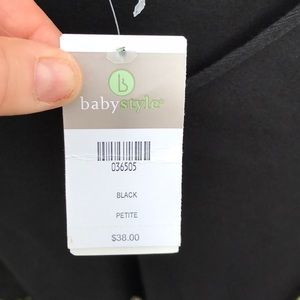 b
babystyle®
036505
BLACK
PETITE
$38.00